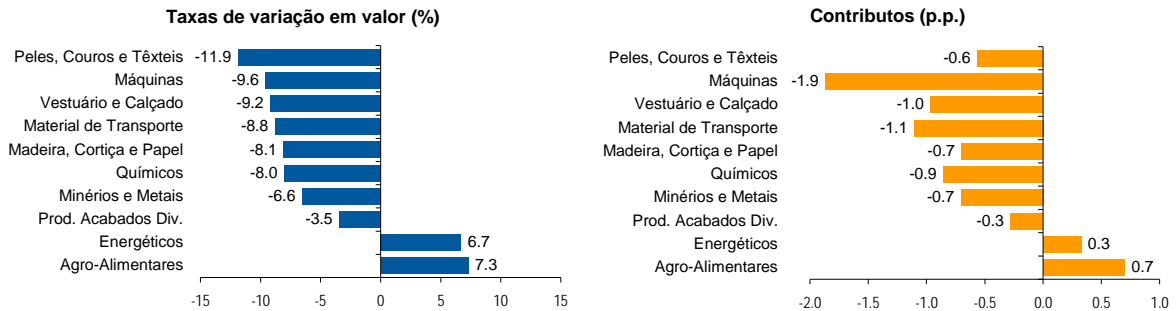 Taxas de variação em valor (%)
Peles, Couros e Têxteis -11.9
Máquinas -9.6
Vestuário e Calçado -9.2
Material de Transporte -8.8
Madeira, Cortiça e Papel -8.1
Químicos -8.0
Minérios e Metais -6.6
Prod. Acabados Div. -3.5
Energéticos 6.7
Agro-Alimentares 7.3
-15 -10 -5 0 5 10 15
Contributos (p.p.)
Peles, Couros e Têxteis -0.6
Máquinas -1.9
Vestuário e Calçado -1.0
Material de Transporte -1.1
Madeira, Cortiça e Papel -0.7
Químicos -0.9
Minérios e Metais -0.7
Prod. Acabados Div. -0.3
Energéticos 0.3
Agro-Alimentares 0.7
-2.0 -1.5 -1.0 -0.5 0.0 0.5 1.0